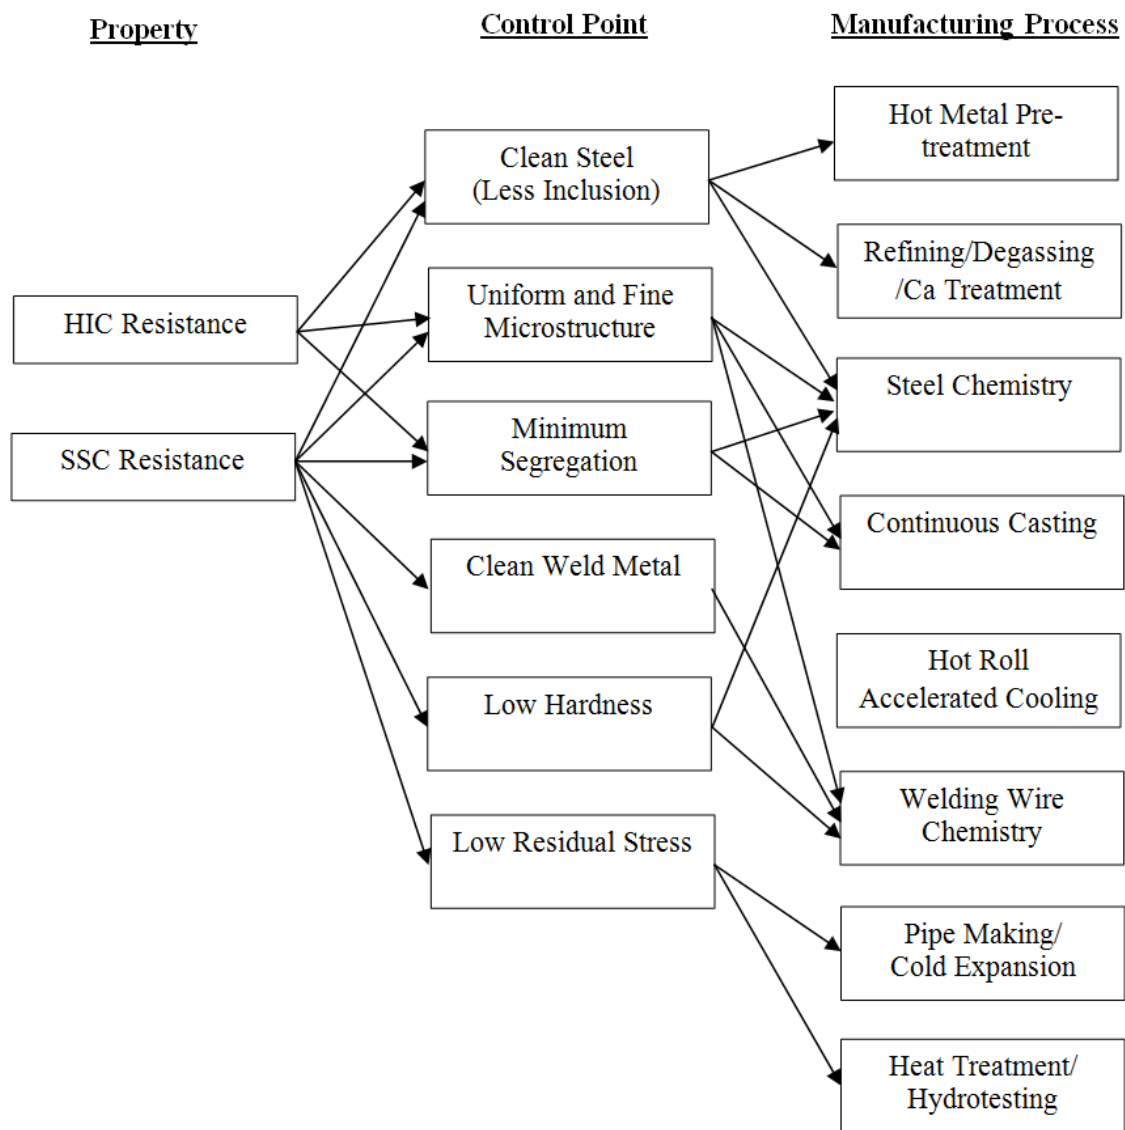 Property
Control Point
Manufacturing Process
HIC Resistance
SSC Resistance
Clean Steel
(Less Inclusion)
Uniform and Fine
Microstructure
Minimum
Segregation
Clean Weld Metal
Low Hardness
Low Residual Stress
Hot Metal Pre-
treatment
Refining/Degassing
/Ca Treatment
Steel Chemistry
Continuous Casting
Hot Roll
Accelerated Cooling
Welding Wire
Chemistry
Pipe Making/
Cold Expansion
Heat Treatment/
Hydrotesting